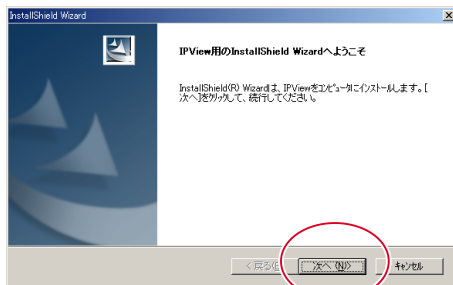 InstallShield Wizard
IPView用のInstallShield Wizardへようこそ
InstallShield(R) Wizardは、IPViewをコンピュータにインストールします。[
次へ]をクリックして、続行してください。
< 戻る(B)
次へ (N)>
キャンセル